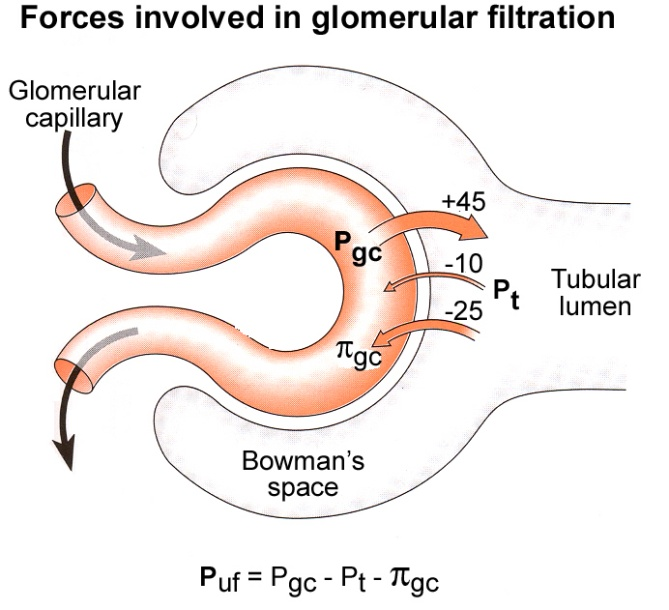 Forces involved in glomerular filtration
Glomerular
capillary
+45
Pgc
-10
Pt
Tubular
lumen
-25
πgc
Bowman's
space
Puf = Pgc - Pt - πgc